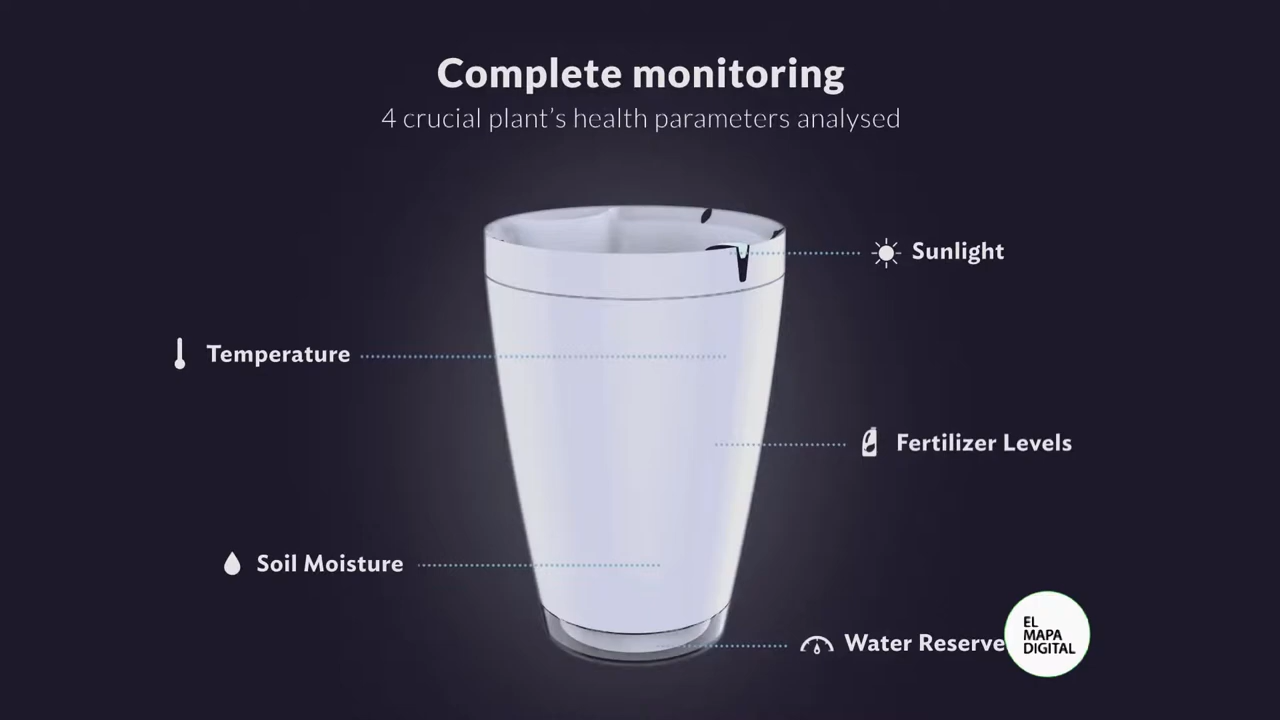 Complete monitoring
4 crucial plant's health parameters analysed
Sunlight
Temperature
Fertilizer Levels
Soil Moisture
Water Reserve
EL
MAPA
DIGITAL